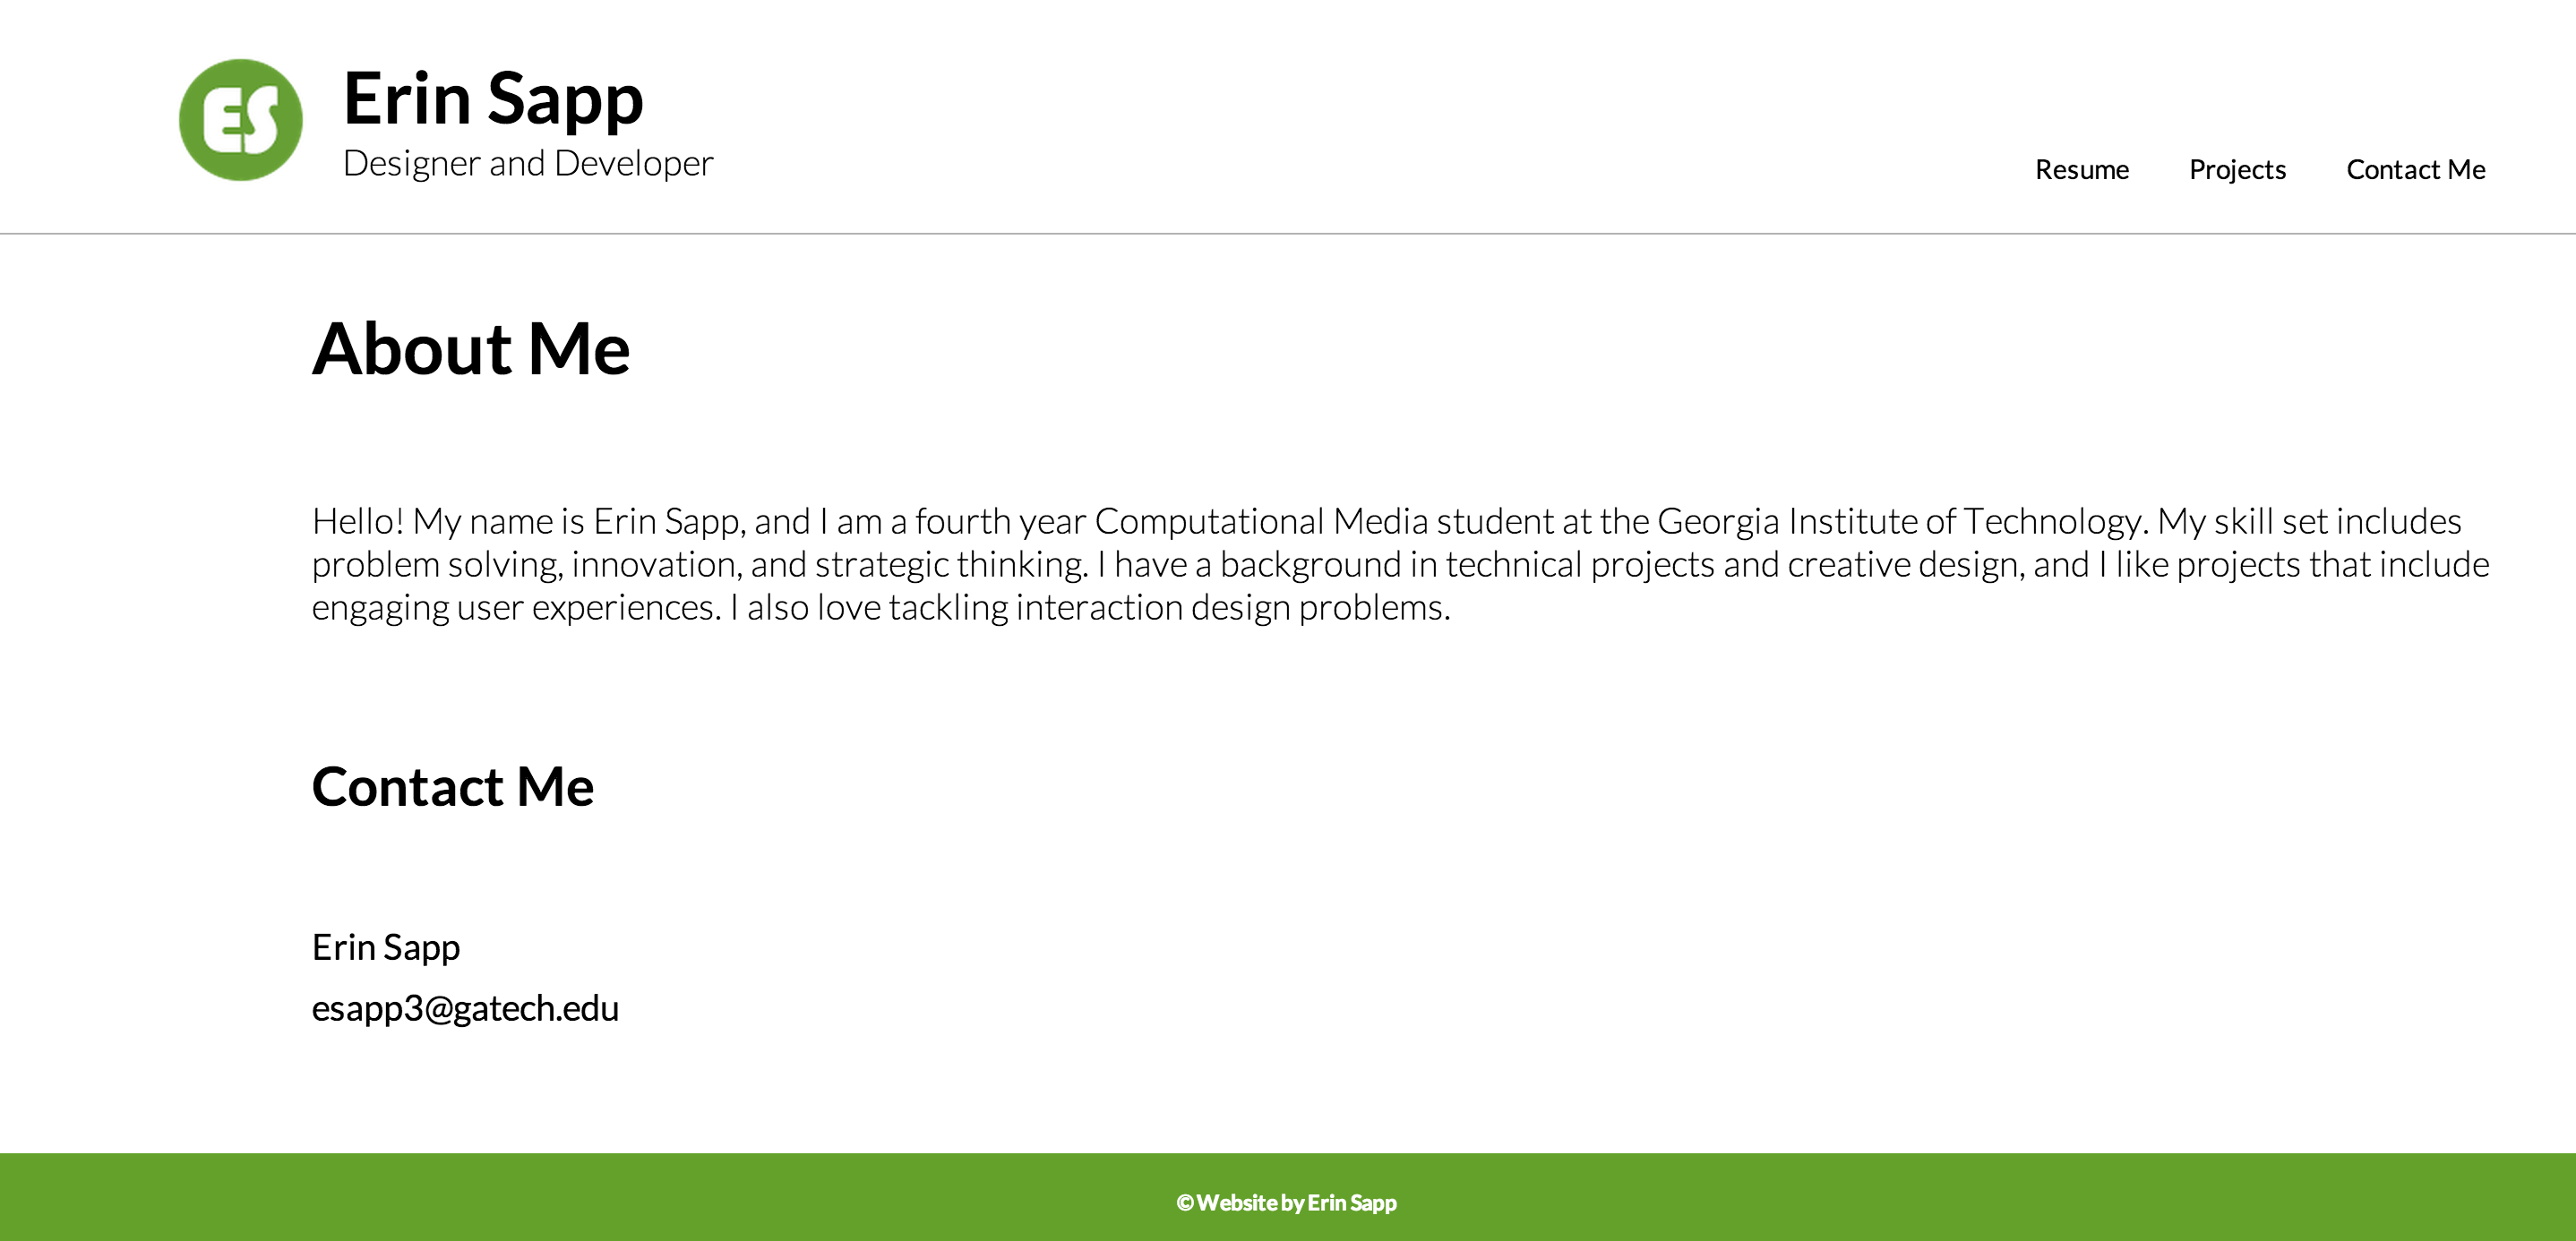 ES
Erin Sapp
Designer and Developer
Resume Projects Contact Me
About Me
Hello! My name is Erin Sapp, and I am a fourth year Computational Media student at the Georgia Institute of Technology. My skill set includes
problem solving, innovation, and strategic thinking. I have a background in technical projects and creative design, and I like projects that include
engaging user experiences. I also love tackling interaction design problems.
Contact Me
Erin Sapp
esapp3@gatech.edu
© Website by Erin Sapp